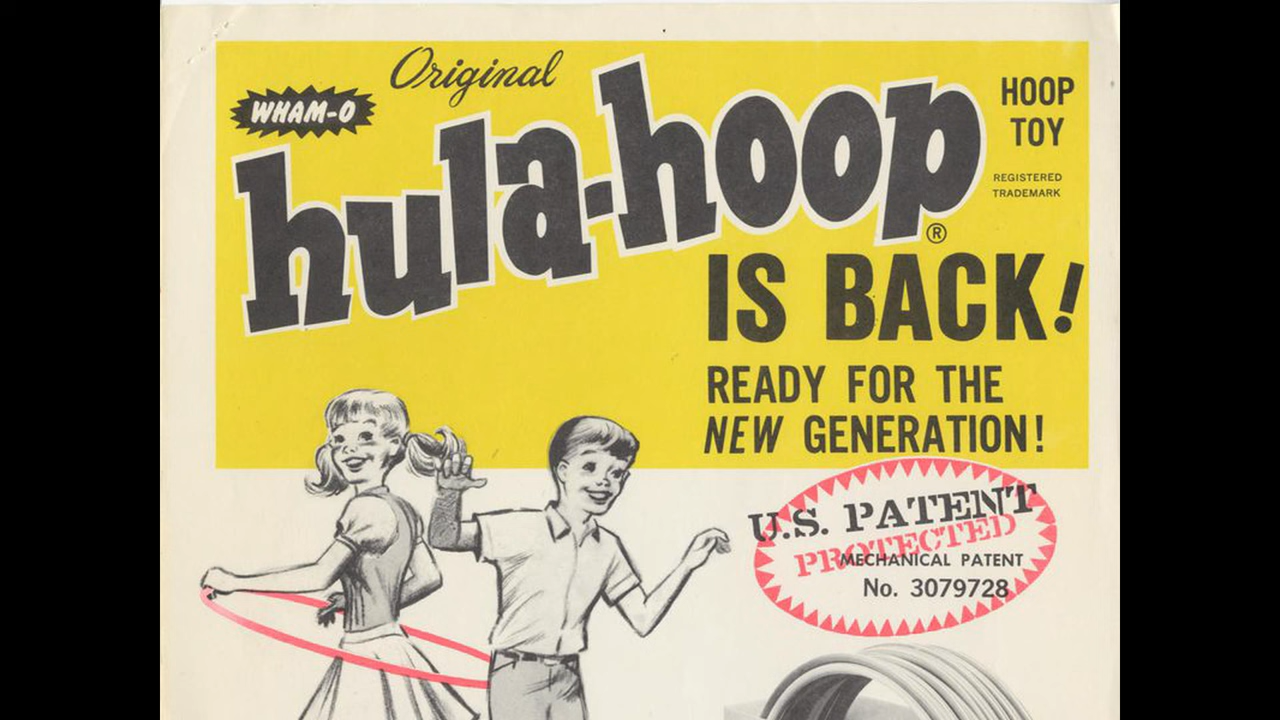 Original
WHAM-O
hula-hoop®
HOOP
TOY
REGISTERED
TRADEMARK
IS BACK!
READY FOR THE
NEW GENERATION!
U.S. PATENT
PROTECTED
MECHANICAL PATENT
No. 3079728